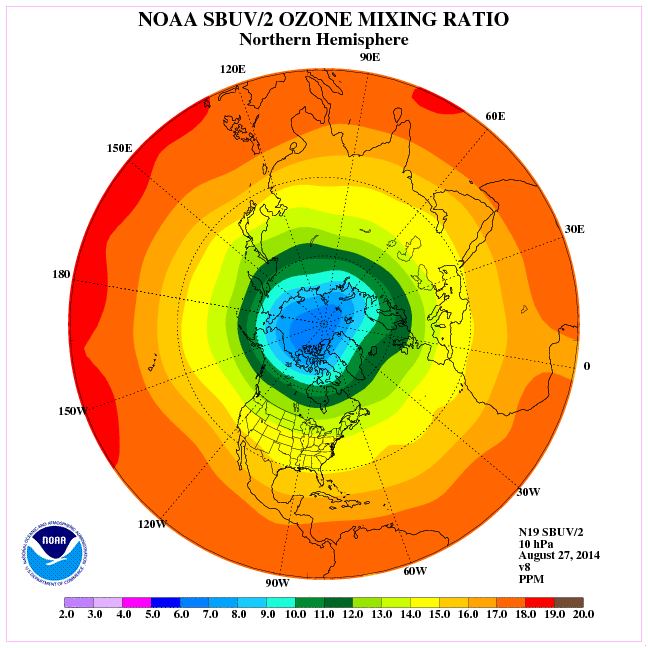 NOAA SBUV/2 OZONE MIXING RATIO
Northern Hemisphere
90E
120E
60E
150E
30E
180
0
150W
30W
120W
60W
90W
NOAA
N19 SBUV/2
10 hPa
August 27, 2014
v8
PPM
2.0 3.0 4.0 5.0 6.0 7.0 8.0 9.0 10.0 11.0 12.0 13.0 14.0 15.0 16.0 17.0 18.0 19.0 20.0